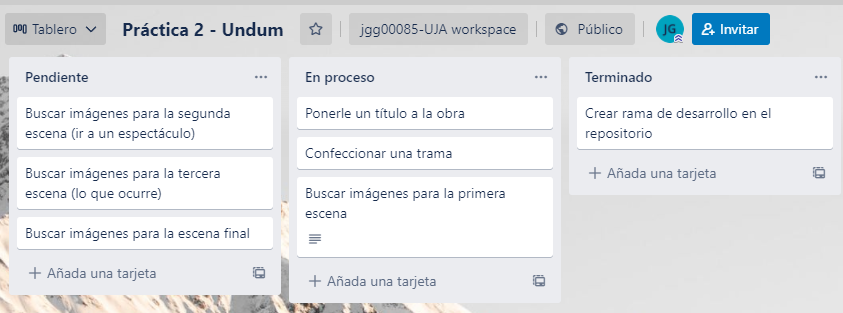 Tablero
Práctica 2 - Undum
jgg00085-UJA workspace
Público
JG
Invitar
Pendiente
Buscar imágenes para la segunda
escena (ir a un espectáculo)
Buscar imágenes para la tercera
escena (lo que ocurre)
Buscar imágenes para la escena final
+ Añada una tarjeta
En proceso
Ponerle un título a la obra
Confeccionar una trama
Buscar imágenes para la primera
escena
+ Añada una tarjeta
Terminado
Crear rama de desarrollo en el
repositorio
+ Añada una tarjeta